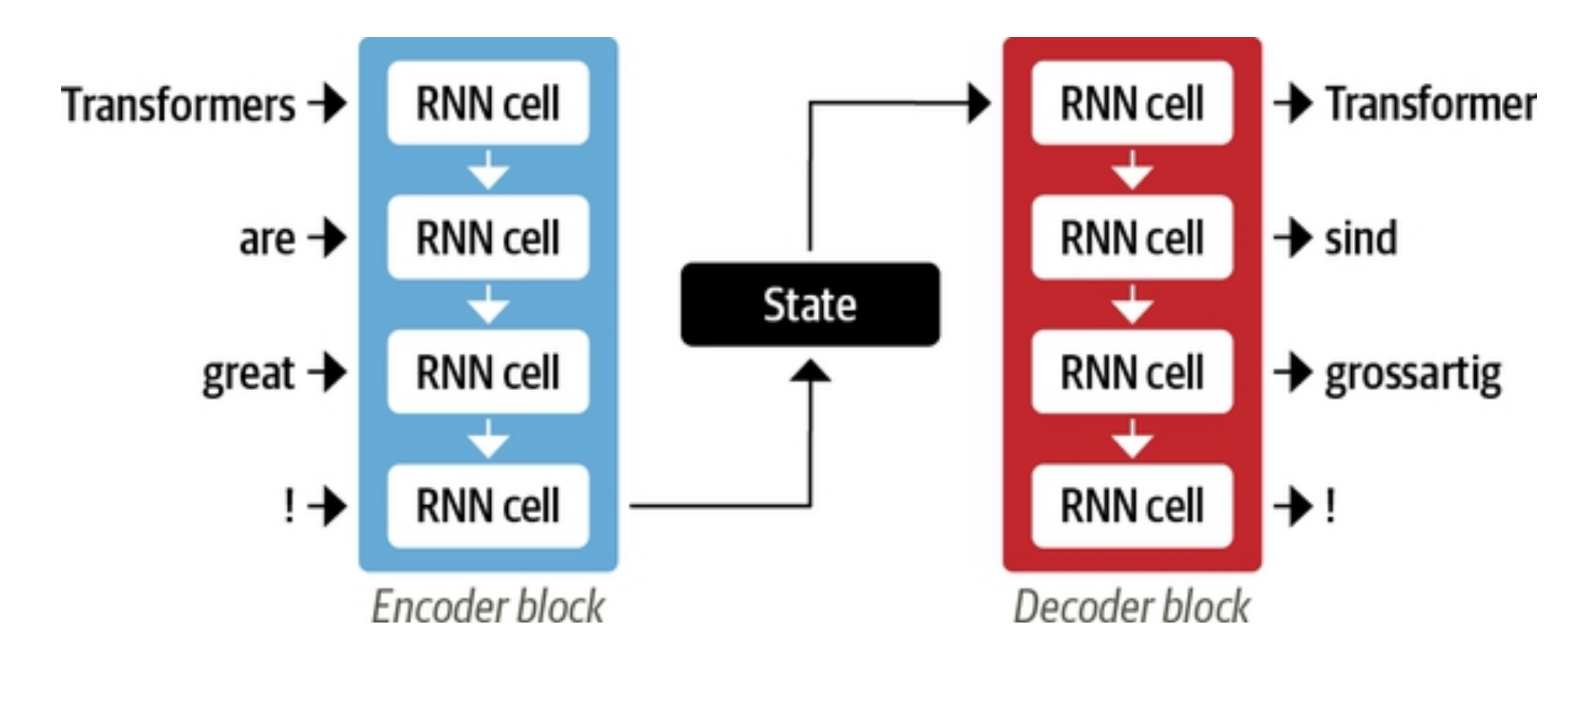 Transformers
RNN cell
are
RNN cell
great
RNN cell
!
RNN cell
Encoder block
State
RNN cell
Transformer
RNN cell
sind
RNN cell
grossartig
RNN cell
!
Decoder block